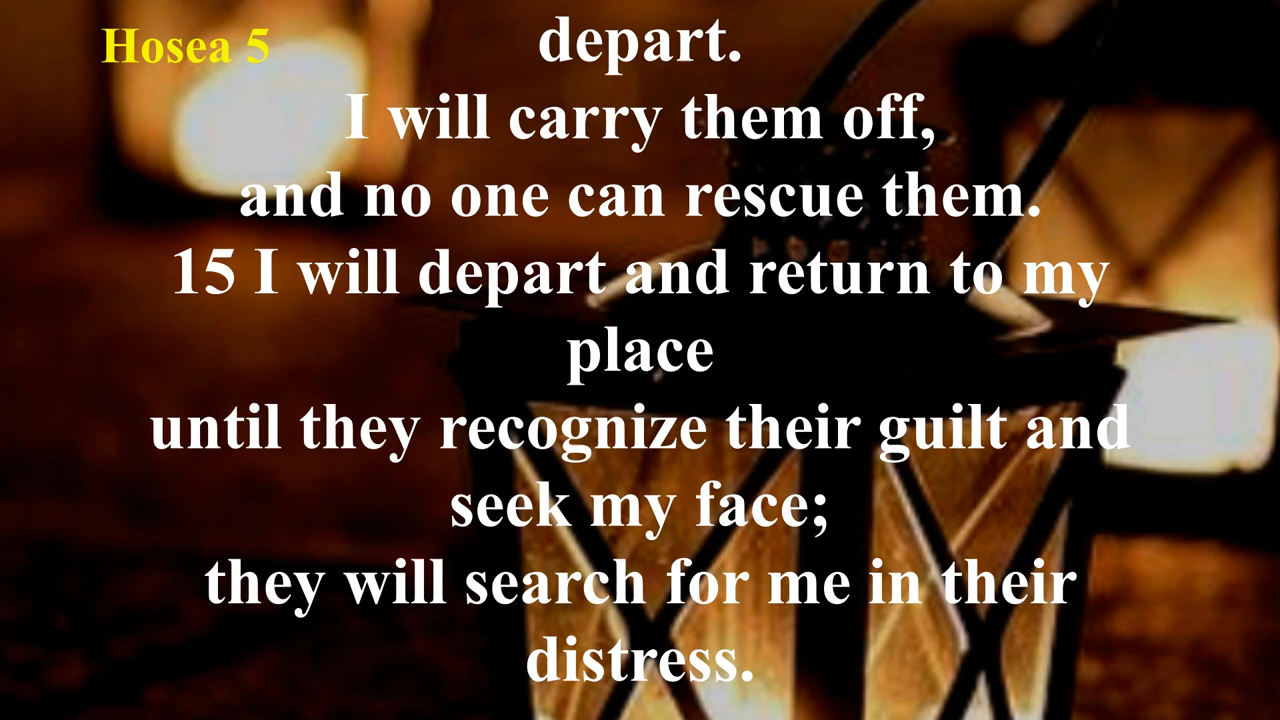 Hosea 5
depart.
I will carry them off,
and no one can rescue them.
15 I will depart and return to my
place
until they recognize their guilt and
seek my face;
they will search for me in their
distress.